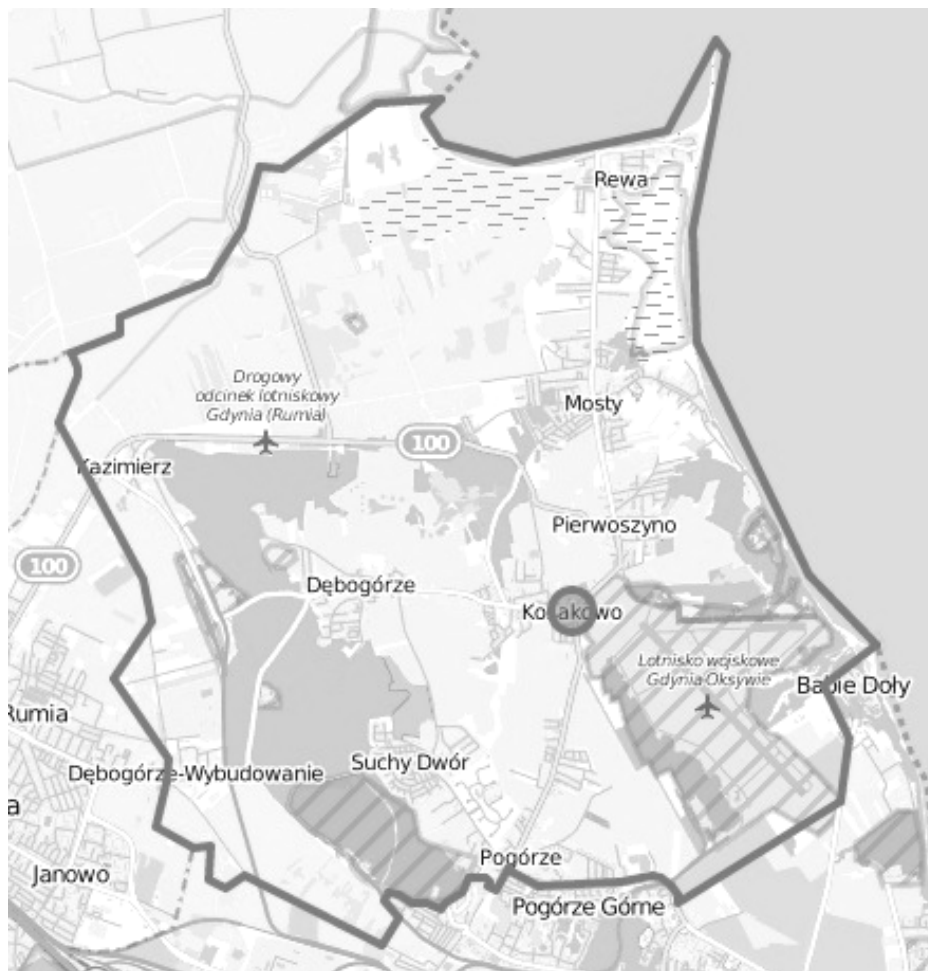 Rewa
Drogowy
odcinek lotniskowy
Gdynia (Rumia)
Mosty
100
Kazimierz
Pierwoszyno
100
Dębogórze
Kosakowo
Lotnisko wojskowe
Gdynia-Oksywie
Babie Doły
Rumia
Suchy Dwór
Dębogórze-Wybudowanie
a
Pogórze
Janowo
Pogórze Górne